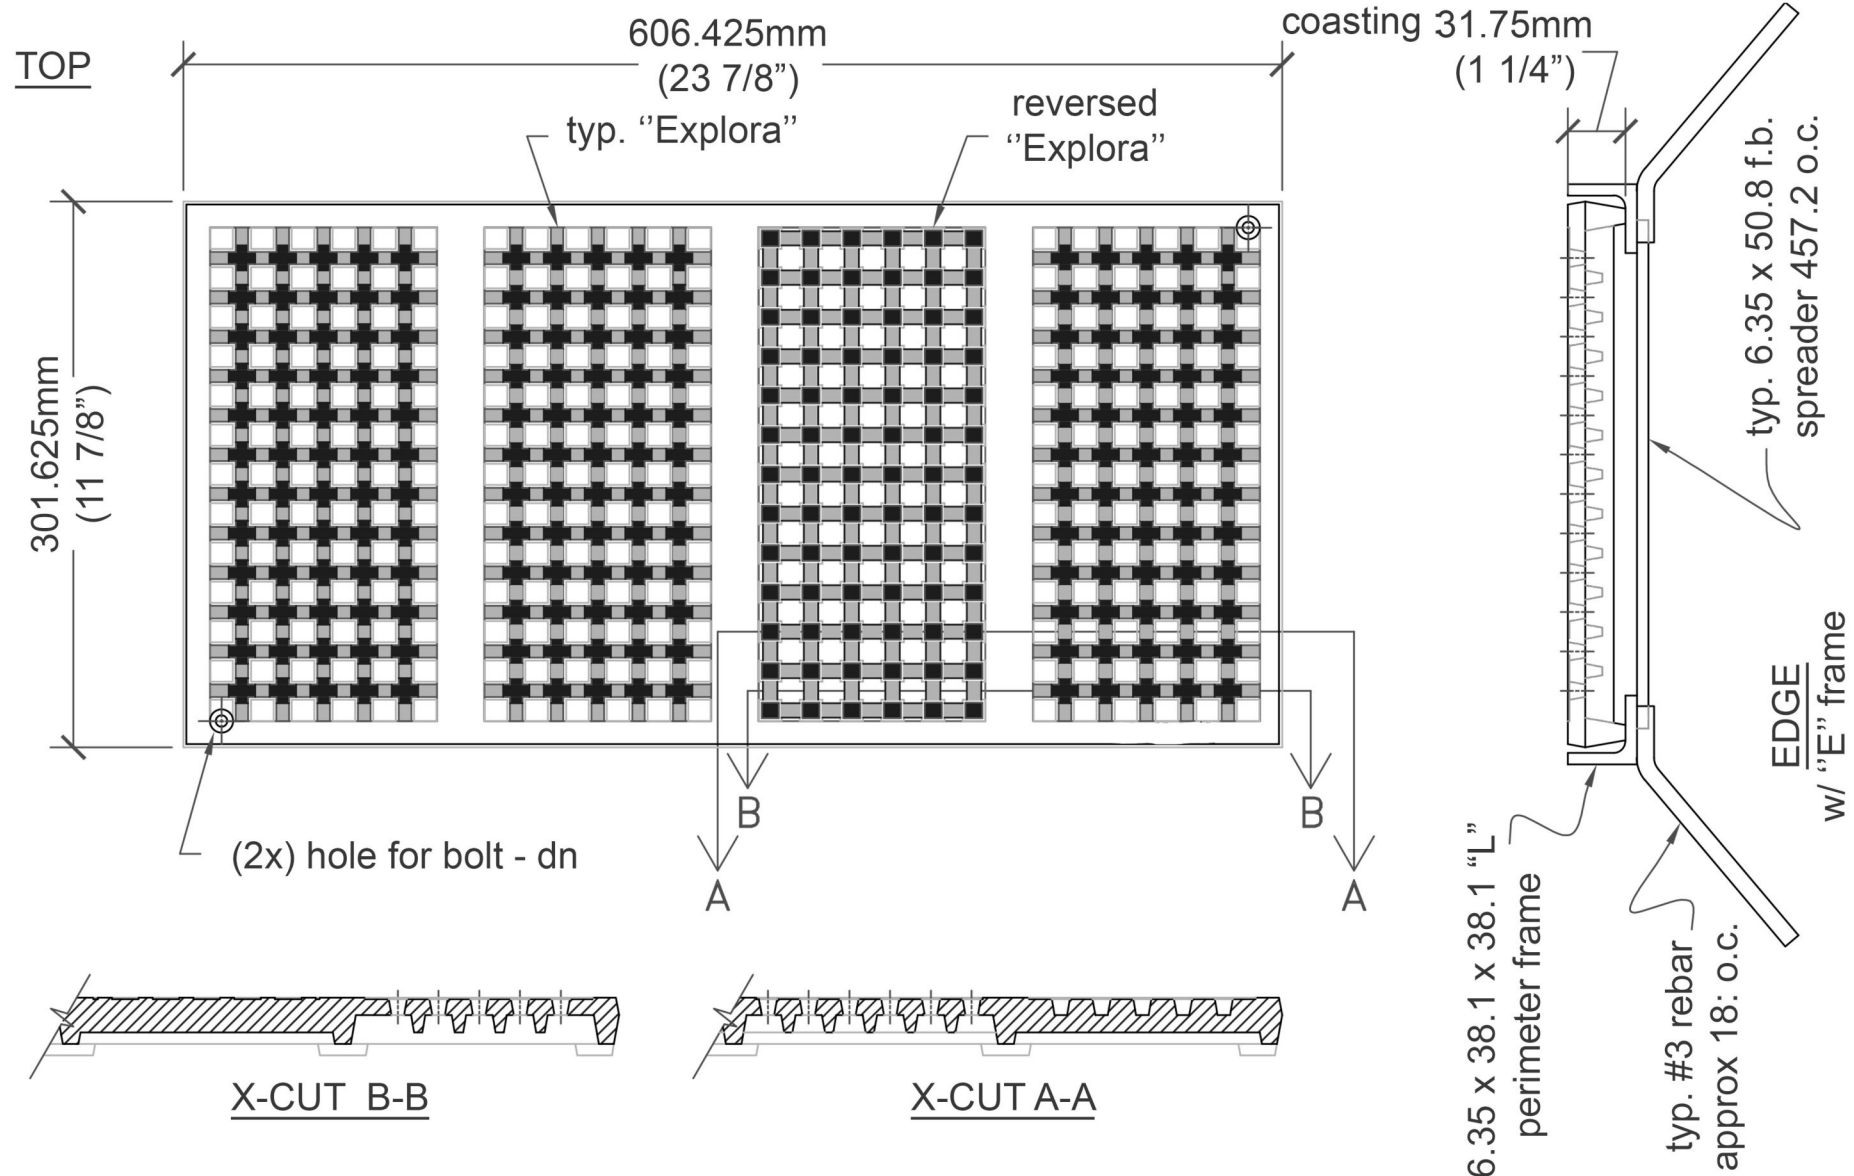 TOP
606.425mm
(23 7/8”)
typ. ‘‘Explora’’
reversed
‘‘Explora’’
coasting 31.75mm
(1 1/4”)
301.625mm
(11 7/8”)
typ. 6.35 x 50.8 f.b.
spreader 457.2 o.c.
EDGE
w/ ‘‘E’’ frame
(2x) hole for bolt - dn
B
B
A
A
6.35 x 38.1 x 38.1 “L”
perimeter frame
typ. #3 rebar
approx 18: o.c.
X-CUT B-B
X-CUT A-A